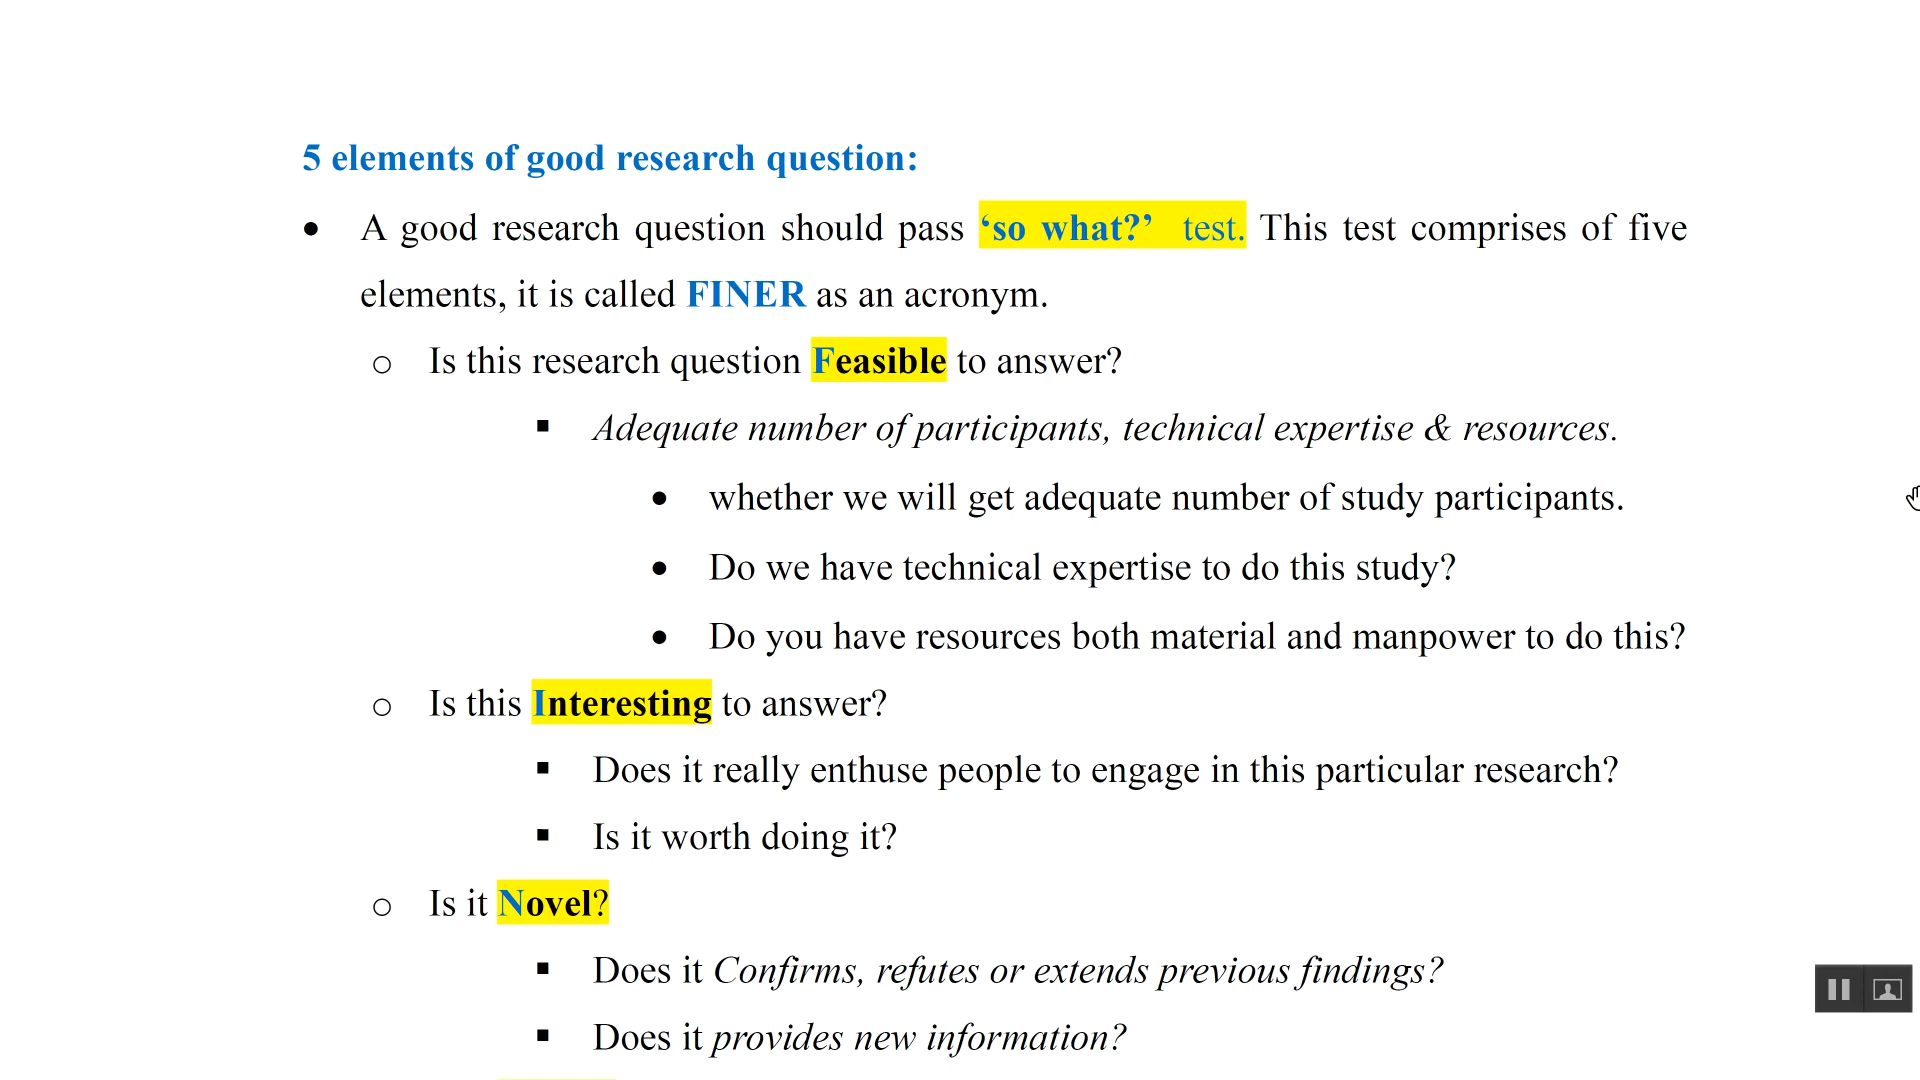 5 elements of good research question:
• A good research question should pass ‘so what?’ test. This test comprises of five
elements, it is called FINER as an acronym.
o Is this research question Feasible to answer?
▪ Adequate number of participants, technical expertise & resources.
• whether we will get adequate number of study participants.
• Do we have technical expertise to do this study?
• Do you have resources both material and manpower to do this?
o Is this Interesting to answer?
▪ Does it really enthuse people to engage in this particular research?
▪ Is it worth doing it?
o Is it Novel?
▪ Does it Confirms, refutes or extends previous findings?
▪ Does it provides new information?